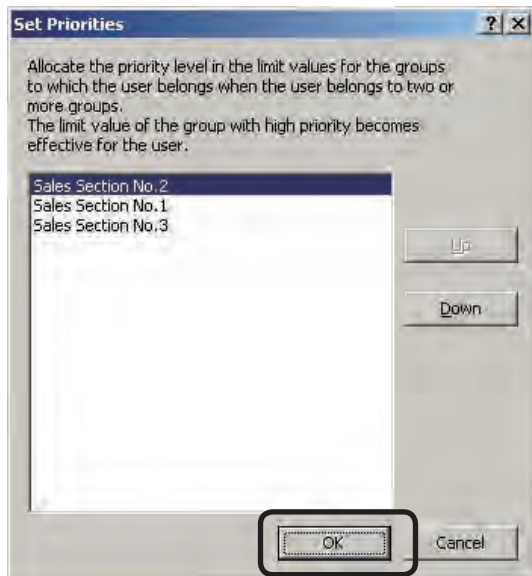 Set Priorities
Allocate the priority level in the limit values for the groups
to which the user belongs when the user belongs to two or
more groups.
The limit value of the group with high priority becomes
effective for the user.
Sales Section No.2
Sales Section No.1
Sales Section No.3
Up
Down
OK
Cancel